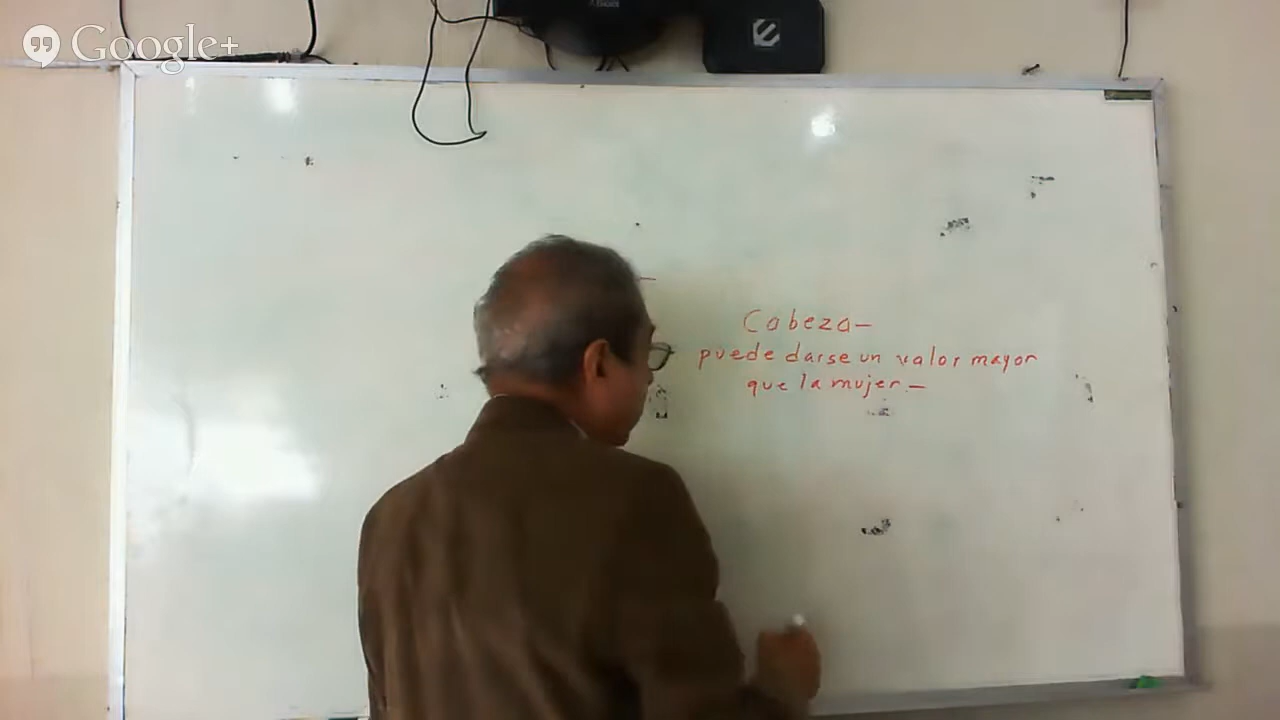 Google+
Cabeza—
puede darse un valor mayor
que la mujer.—